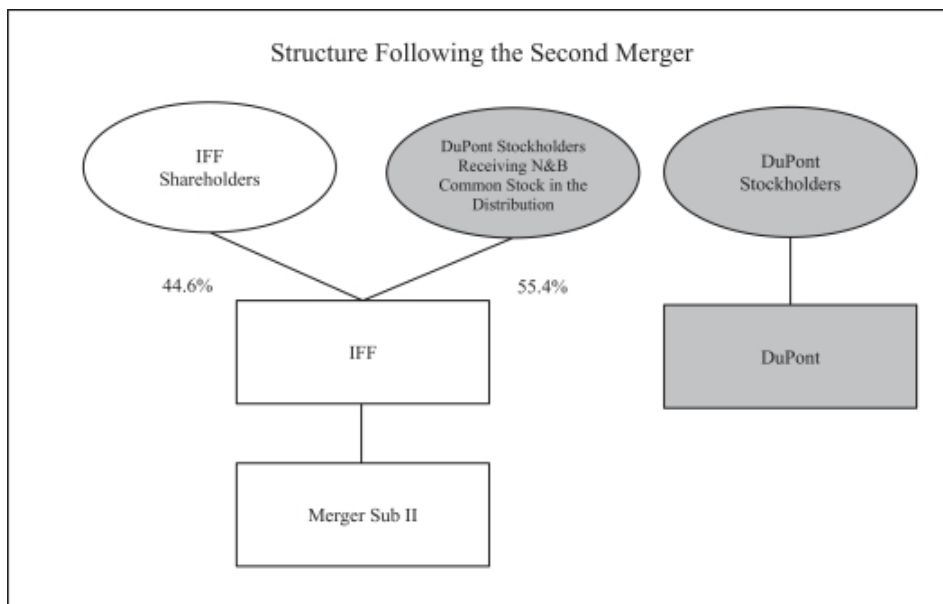 Structure Following the Second Merger
IFF
Shareholders
DuPont Stockholders
Receiving N&B
Common Stock in the
Distribution
DuPont
Stockholders
44.6%
55.4%
IFF
DuPont
Merger Sub II